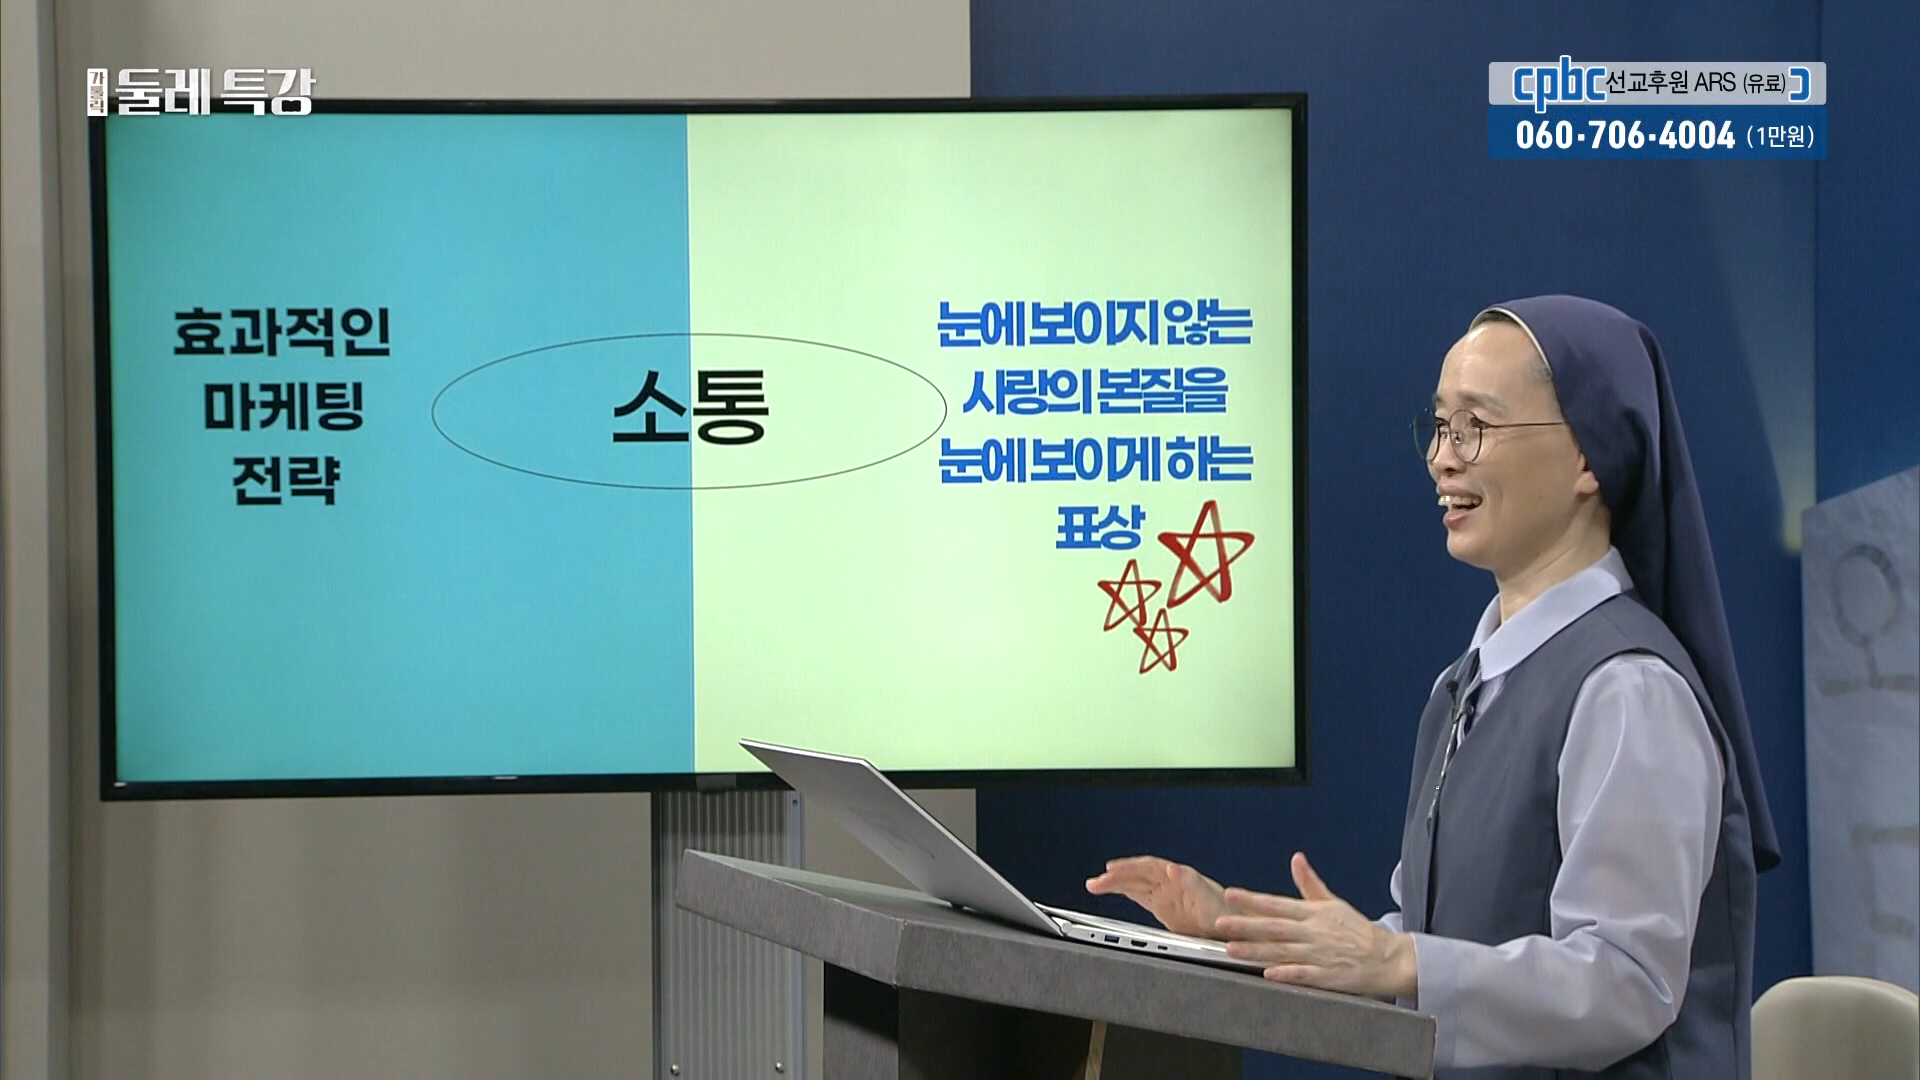 가톨릭
둘레 특강
cpbc 선교후원 ARS (유료)
060·706·4004 (1만원)
효과적인
마케팅
전략
소통
눈에 보이지 않는
사랑의 본질을
눈에 보이게 하는
표상